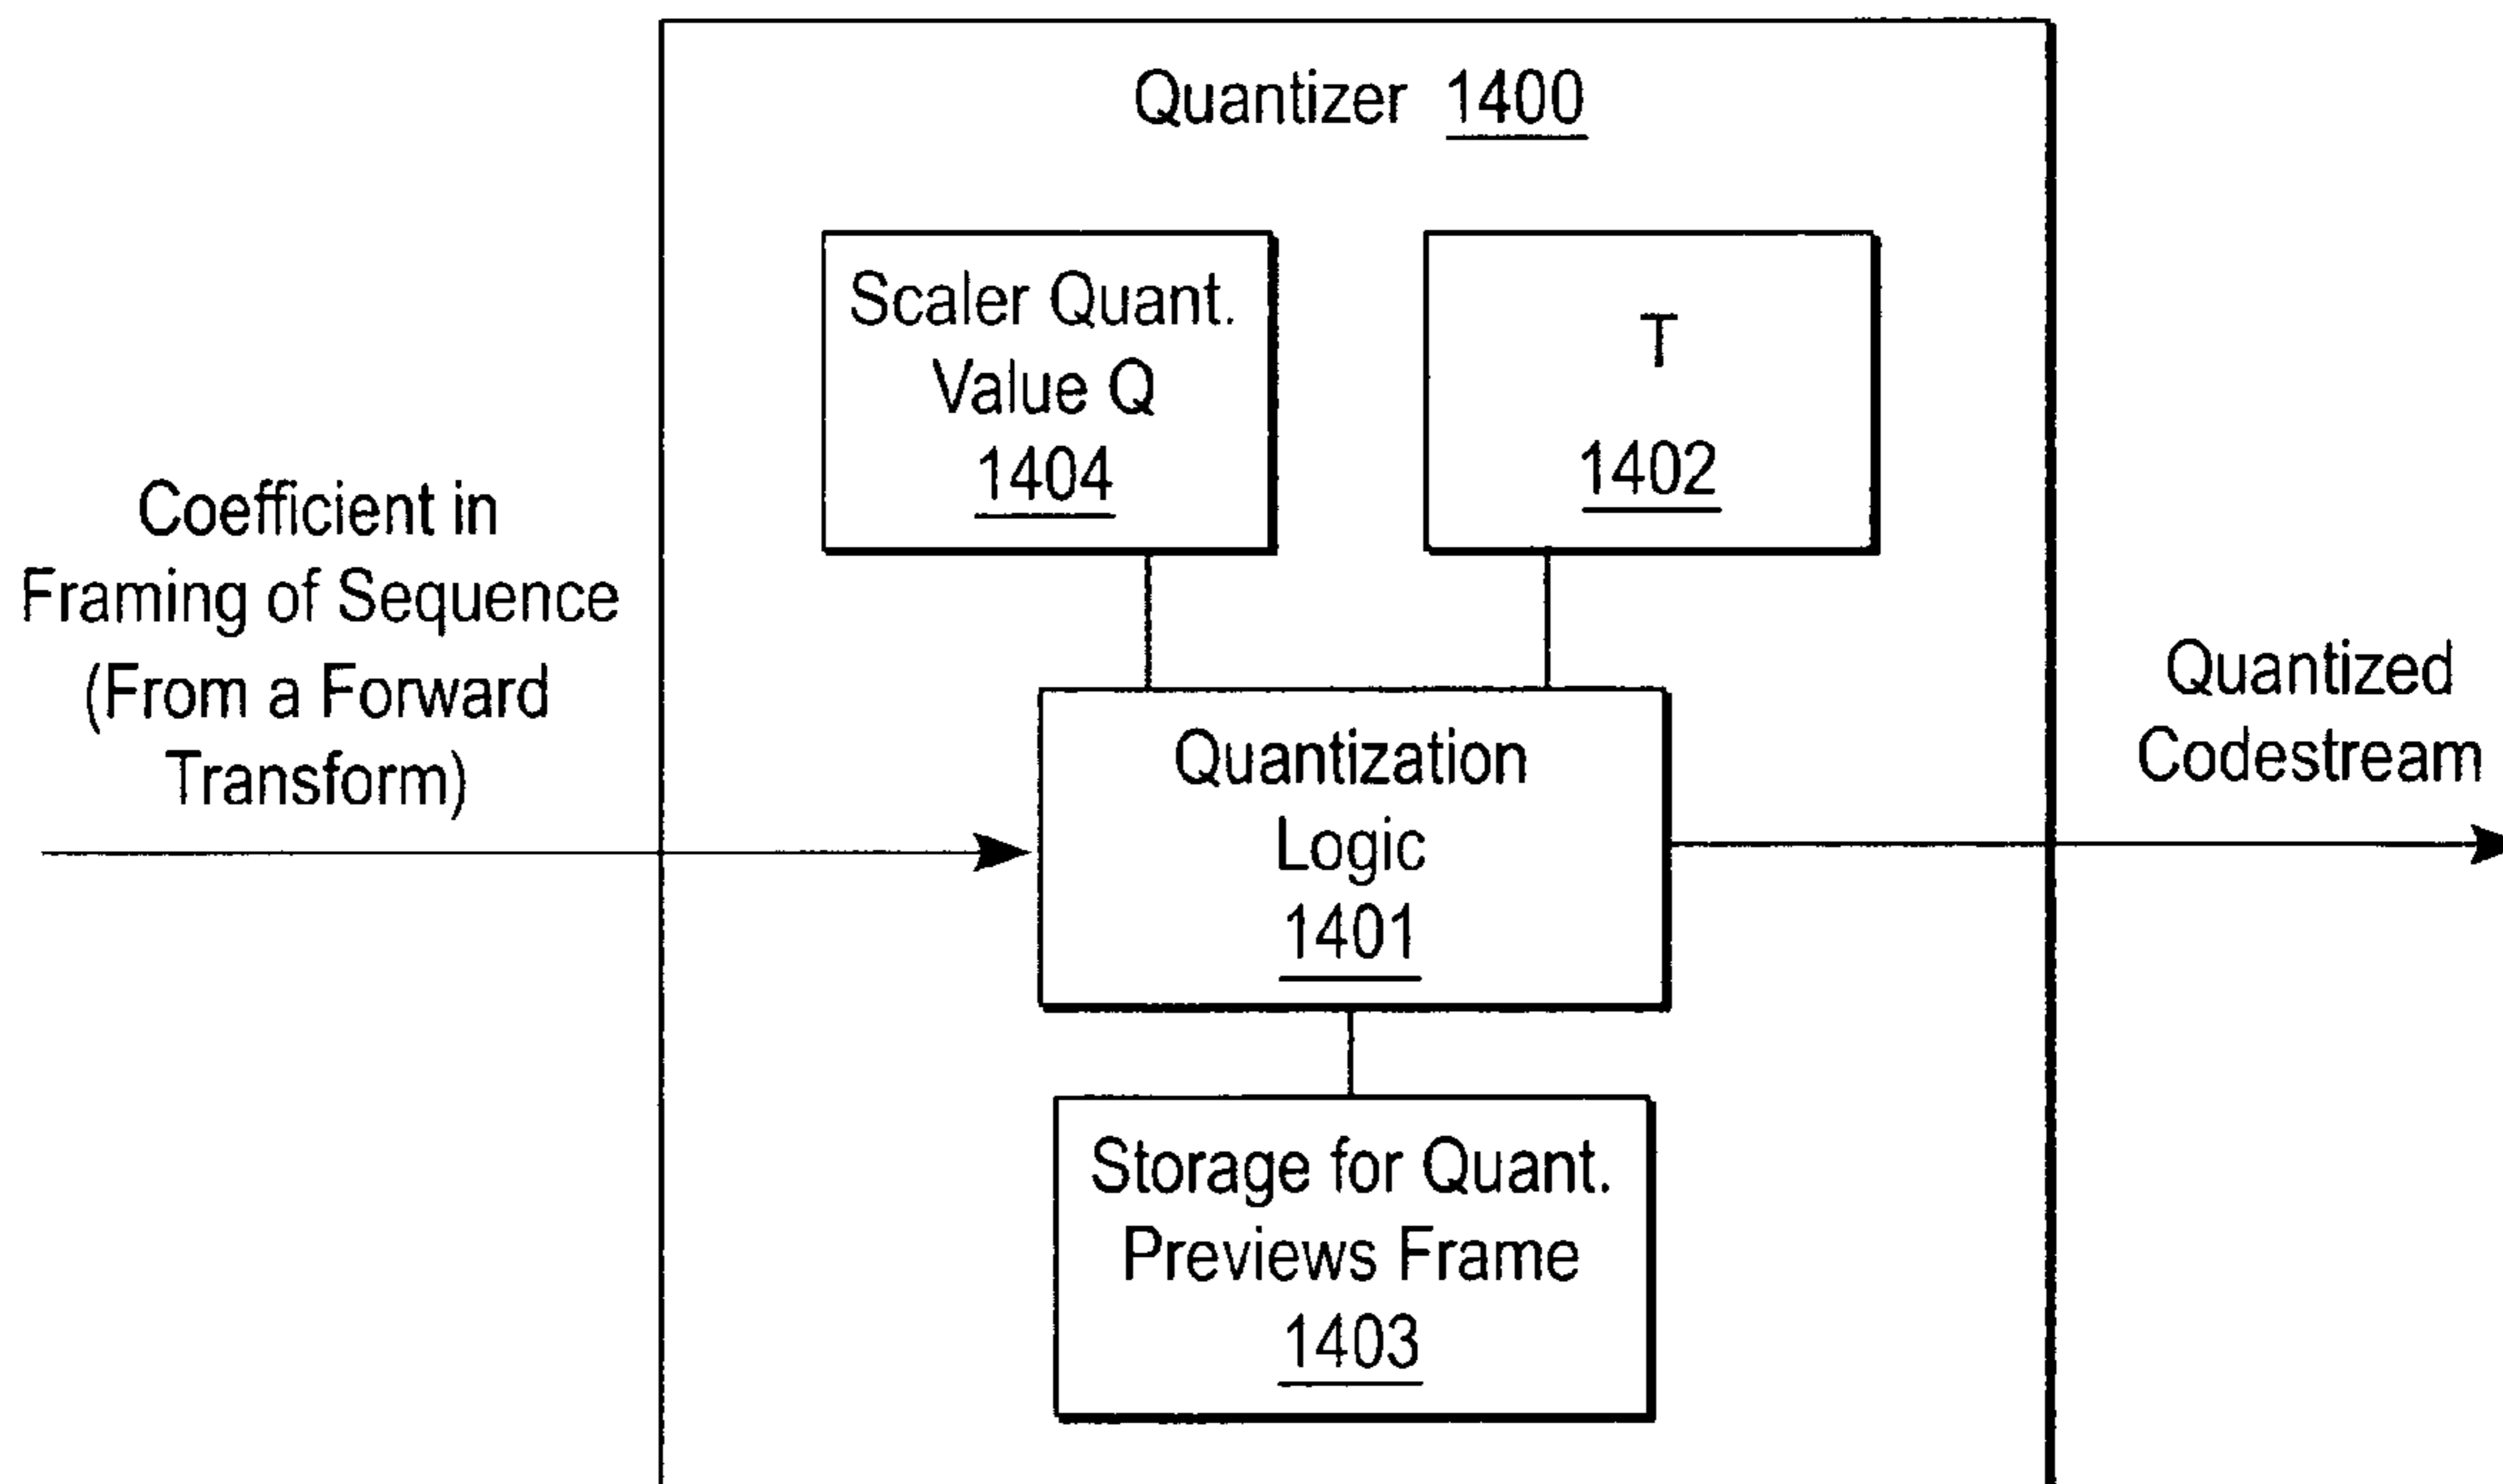 Quantizer 1400
Scaler Quant.
Value Q
1404
T
1402
Coefficient in
Framing of Sequence
(From a Forward
Transform)
Quantization
Logic
1401
Quantized
Codestream
Storage for Quant.
Previews Frame
1403